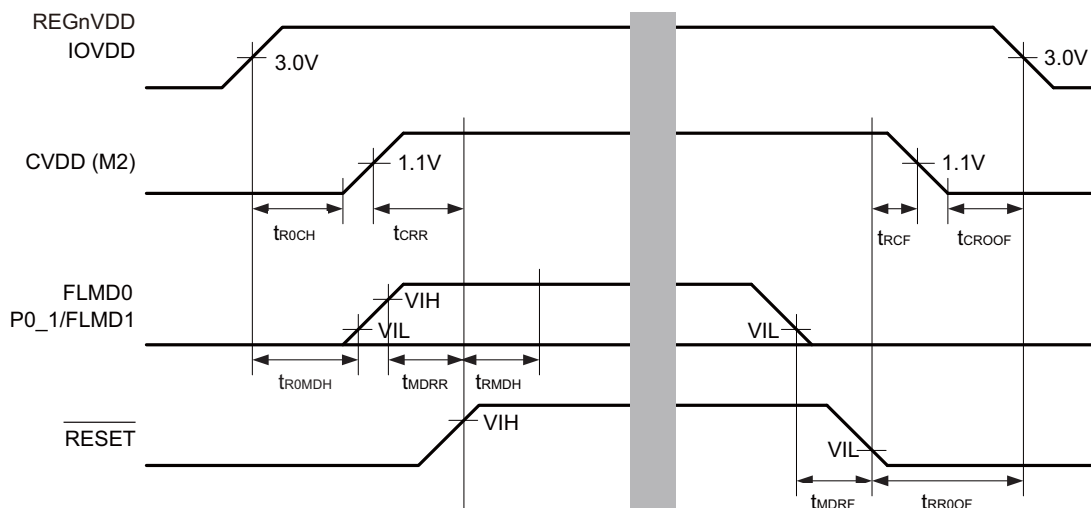 REGnVDD
IOVDD
3.0V
3.0V
CVDD (M2)
1.1V
1.1V
tR0CH
tCRR
tRCF
tCROOF
FLMD0
P0_1/FLMD1
VIH
VIL
VIL
tR0MDH
tMDRR
tRMDH
RESET
VIH
VIL
tMDRF
tRR0OF